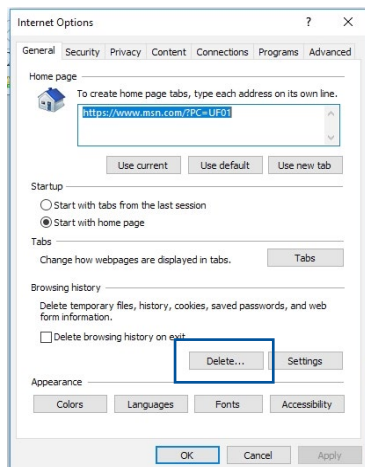 Internet Options
? X
General Security Privacy Content Connections Programs Advanced
Home page
To create home page tabs, type each address on its own line.
https://www.msn.com/?PC=UF01
Use current Use default Use new tab
Startup
Start with tabs from the last session
Start with home page
Tabs
Change how webpages are displayed in tabs. Tabs
Browsing history
Delete temporary files, history, cookies, saved passwords, and web
form information.
Delete browsing history on exit
Delete... Settings
Appearance
Colors Languages Fonts Accessibility
OK Cancel Apply